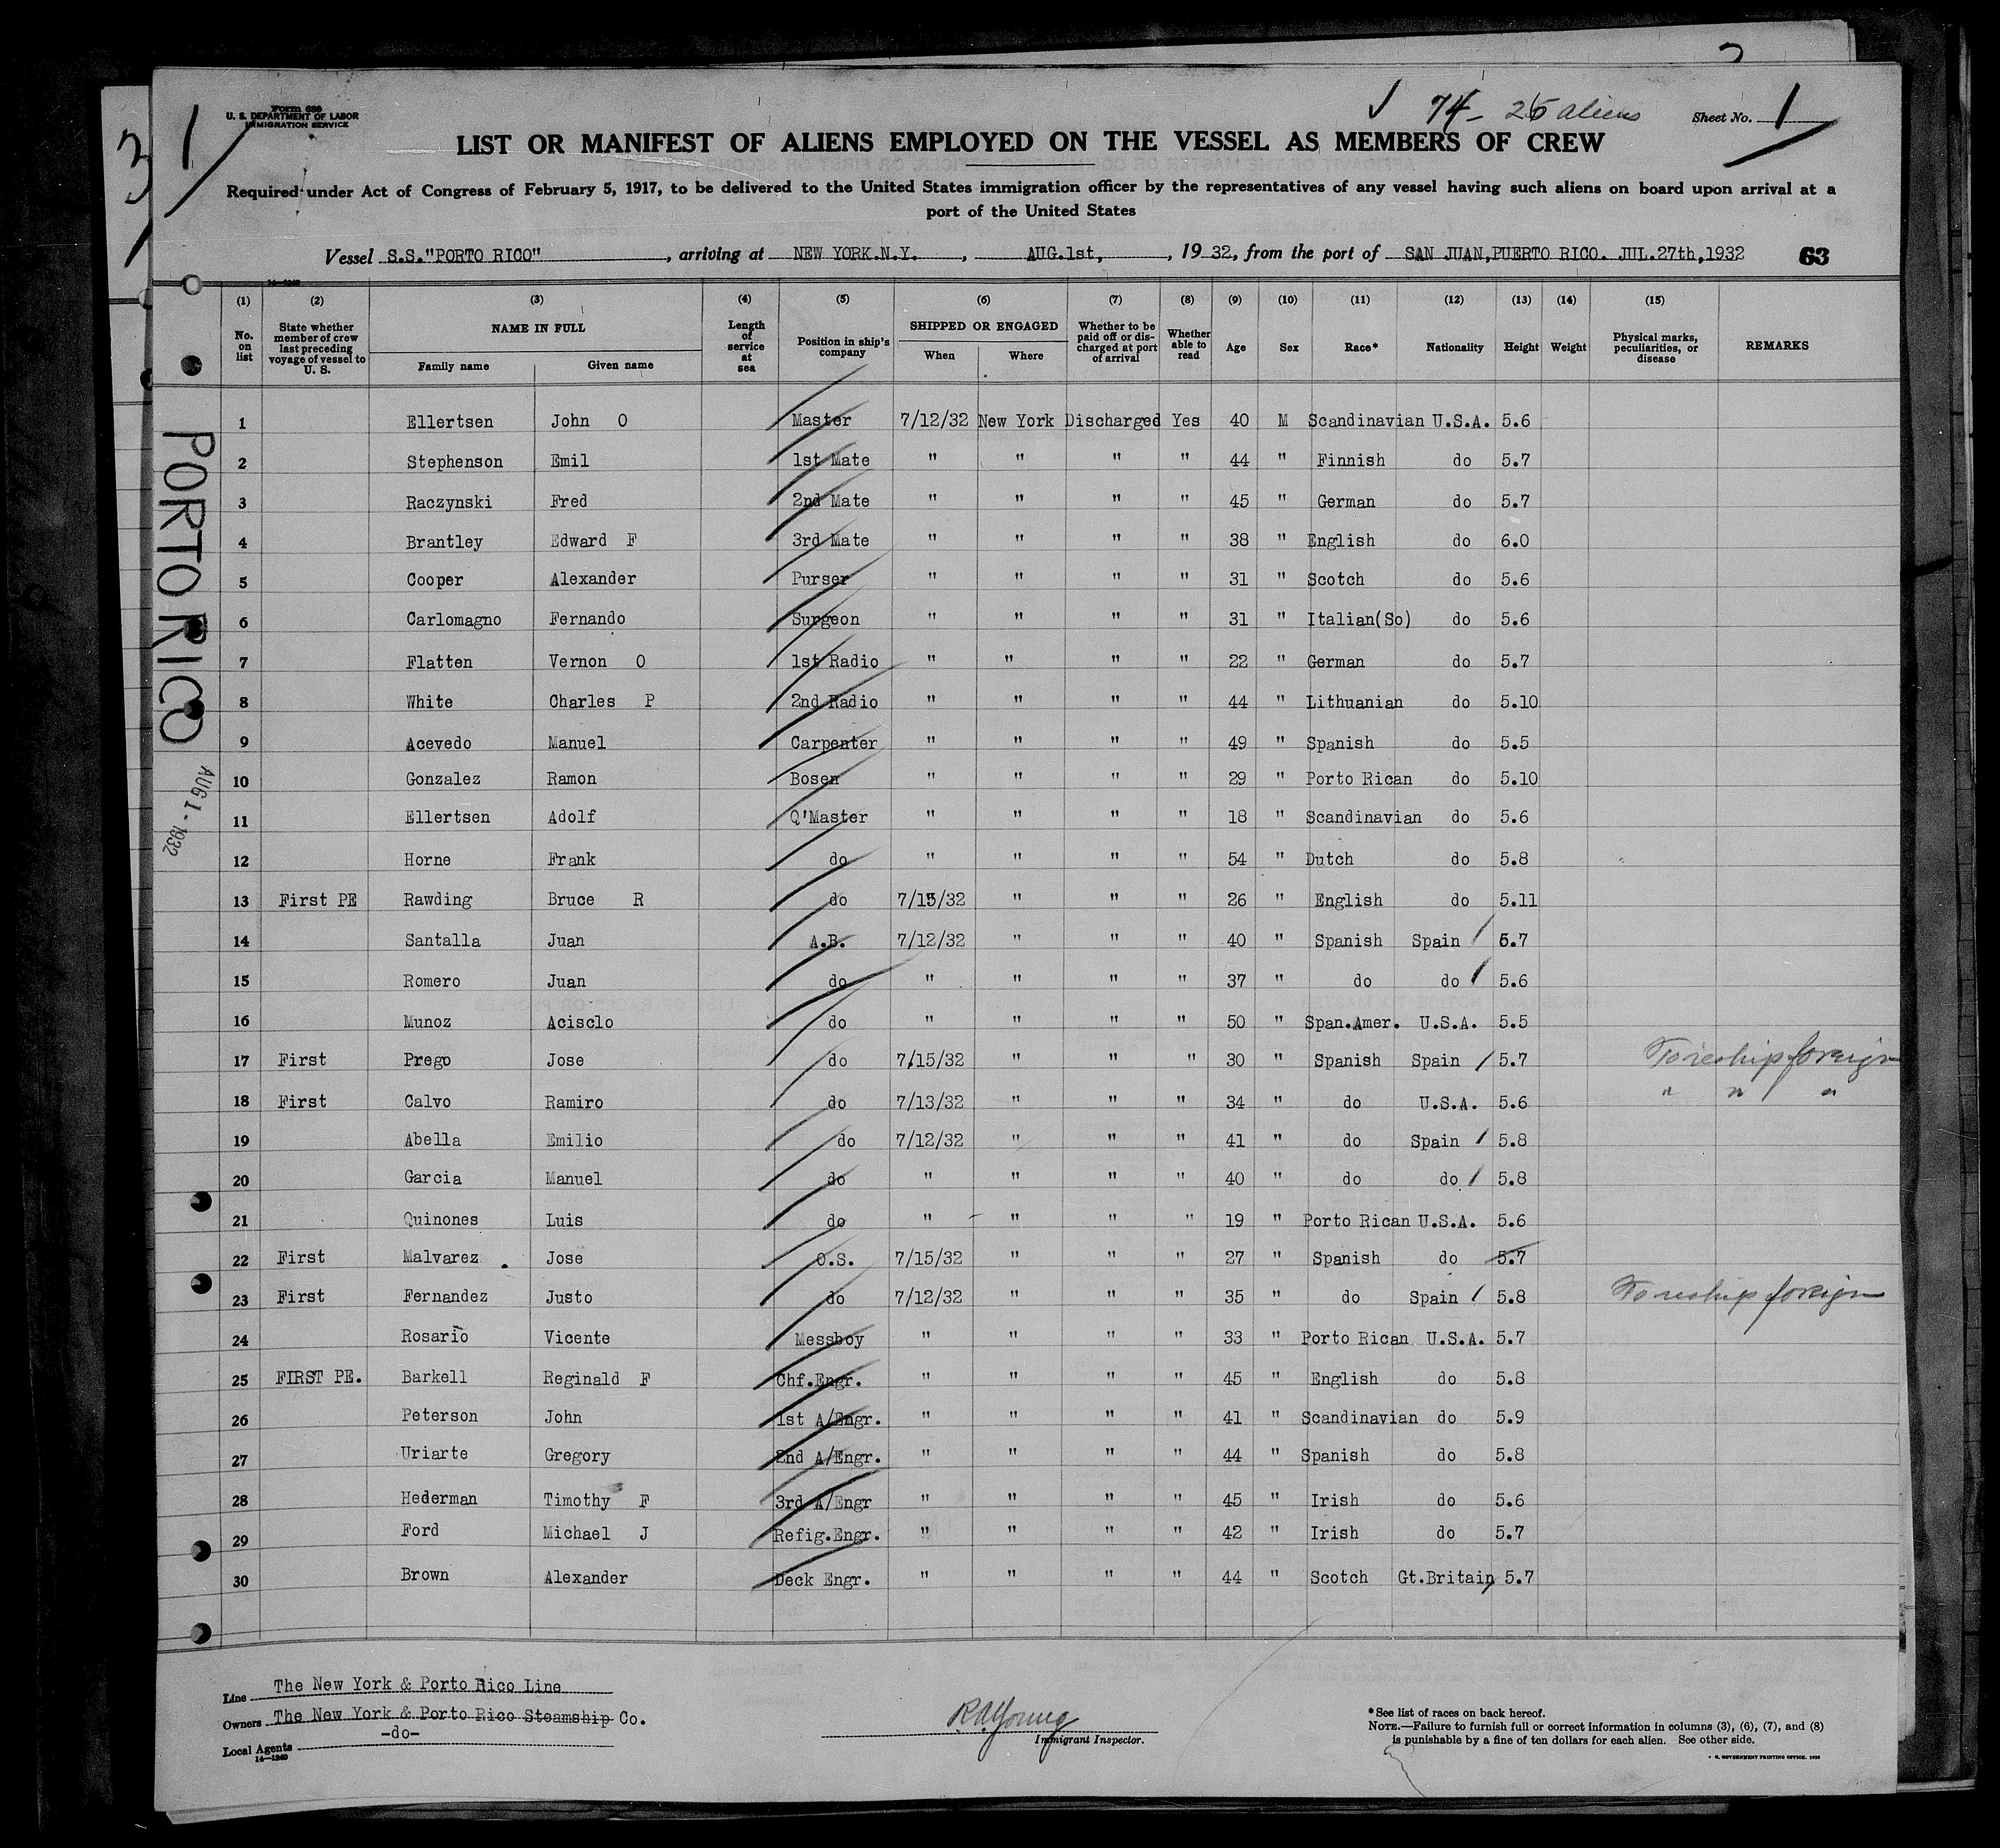 Form 689
U. S. DEPARTMENT OF LABOR
IMMIGRATION SERVICE
3
1
✓ 74 - 25 aliens
Sheet No. 1
LIST OR MANIFEST OF ALIENS EMPLOYED ON THE VESSEL AS MEMBERS OF CREW
Required under Act of Congress of February 5, 1917, to be delivered to the United States immigration officer by the representatives of any vessel having such aliens on board upon arrival at a
port of the United States
Vessel S.S."PORTO RICO", arriving at NEW YORK.N.Y., AUG.1st, , 19 32, from the port of SAN JUAN,PUERTO RICO. JUL.27th,1932 63
14—1240
(1) (2) (3) (4) (5) (6) (7) (8) (9) (10) (11) (12) (13) (14) (15)
No. on list | State whether member of crew last preceding voyage of vessel to U. S. | NAME IN FULL | Family name | Given name | Length of service at sea | Position in ship's company | SHIPPED OR ENGAGED | When | Where | Whether to be paid off or discharged at port of arrival | Whether able to read | Age | Sex | Race* | Nationality | Height | Weight | Physical marks, peculiarities, or disease | REMARKS
1 Ellertsen John O Master 7/12/32 New York Discharged Yes 40 M Scandinavian U.S.A. 5.6
2 Stephenson Emil 1st Mate " " " " 44 " Finnish do 5.7
3 Raczynski Fred 2nd Mate " " " " 45 " German do 5.7
4 Brantley Edward F 3rd Mate " " " " 38 " English do 6.0
5 Cooper Alexander Purser " " " " 31 " Scotch do 5.6
6 Carlomagno Fernando Surgeon " " " " 31 " Italian(So) do 5.6
7 Flatten Vernon O 1st Radio " " " " 22 " German do 5.7
8 White Charles P 2nd Radio " " " " 44 " Lithuanian do 5.10
9 Acevedo Manuel Carpenter " " " " 49 " Spanish do 5.5
10 Gonzalez Ramon Bosen " " " " 29 " Porto Rican do 5.10
11 Ellertsen Adolf Q'Master " " " " 18 " Scandinavian do 5.6
12 Horne Frank do " " " " 54 " Dutch do 5.8
13 First PE Rawding Bruce R do 7/15/32 " " " 26 " English do 5.11
14 Santalla Juan A.B. 7/12/32 " " " 40 " Spanish Spain / 5.7
15 Romero Juan do " " " " 37 " do do / 5.6
16 Munoz Acisclo do " " " " 50 " Span.Amer. U.S.A. 5.5
17 First Prego Jose do 7/15/32 " " " 30 " Spanish Spain / 5.7 To reship foreign
18 First Calvo Ramiro do 7/13/32 " " " 34 " do U.S.A. 5.6 " " "
19 Abella Emilio do 7/12/32 " " " 41 " do Spain / 5.8
20 Garcia Manuel do " " " " 40 " do do / 5.8
21 Quinones Luis do " " " " 19 " Porto Rican U.S.A. 5.6
22 First Malvarez Jose O.S. 7/15/32 " " " 27 " Spanish do 5.7
23 First Fernandez Justo do 7/12/32 " " " 35 " do Spain / 5.8 To reship foreign
24 Rosario Vicente Messboy " " " " 33 " Porto Rican U.S.A. 5.7
25 FIRST PE. Barkell Reginald F Chf.Engr. " " " " 45 " English do 5.8
26 Peterson John 1st A/Engr. " " " " 41 " Scandinavian do 5.9
27 Uriarte Gregory 2nd A/Engr. " " " " 44 " Spanish do 5.8
28 Hederman Timothy F 3rd A/Engr " " " " 45 " Irish do 5.6
29 Ford Michael J Refig.Engr. " " " " 42 " Irish do 5.7
30 Brown Alexander Deck Engr. " " " " 44 " Scotch Gt.Britain / 5.7
PORTO RICO
AUG 1 - 1932
Line The New York & Porto Rico Line
Owners The New York & Porto Rico Steamship Co.
Local Agents -do-
14—1240
R.A. Young
Immigrant Inspector.
*See list of races on back hereof.
NOTE.—Failure to furnish full or correct information in columns (3), (6), (7), and (8)
is punishable by a fine of ten dollars for each alien. See other side.
GOVERNMENT PRINTING OFFICE